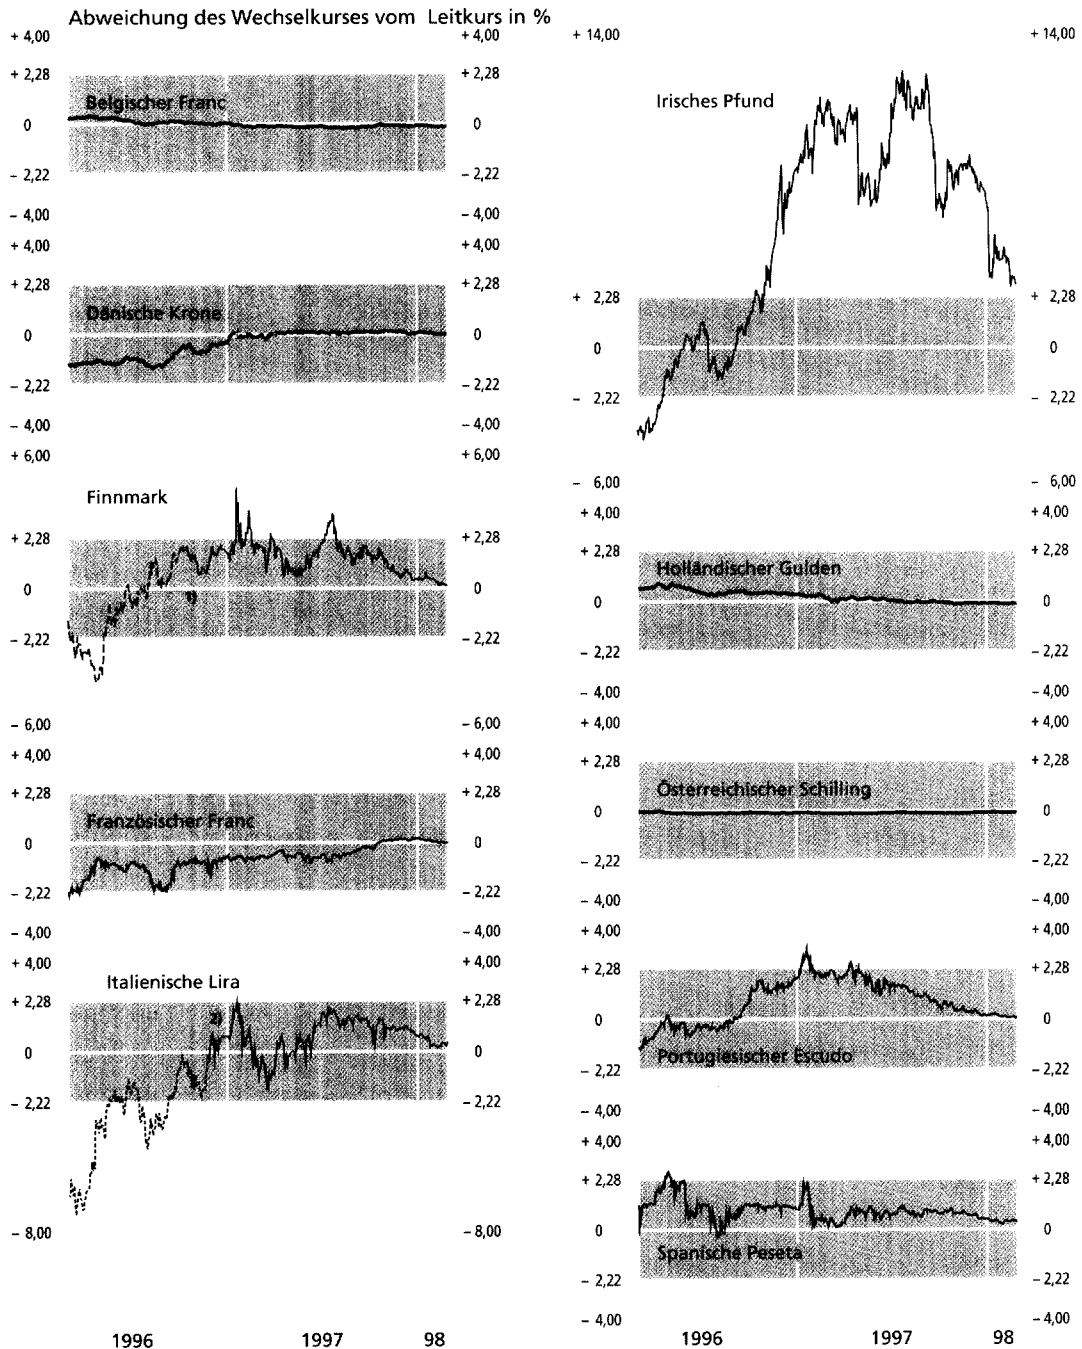 Abweichung des Wechselkurses vom Leitkurs in %
+ 4,00 + 4,00
+ 2,28 + 2,28
Belgischer Franc
0 0
– 2,22 – 2,22
– 4,00 – 4,00
+ 4,00 + 4,00
+ 2,28 + 2,28
Dänische Krone
0 0
– 2,22 – 2,22
– 4,00 – 4,00
+ 6,00 + 6,00
Finnmark
+ 2,28 + 2,28
0 0
1)
– 2,22 – 2,22
– 6,00 – 6,00
+ 4,00 + 4,00
+ 2,28 + 2,28
Französischer Franc
0 0
– 2,22 – 2,22
– 4,00 – 4,00
+ 4,00 + 4,00
Italienische Lira
+ 2,28 + 2,28
2)
0 0
– 2,22 – 2,22
– 8,00 – 8,00
1996 1997 98
+ 14,00 + 14,00
Irisches Pfund
+ 2,28 + 2,28
0 0
– 2,22 – 2,22
– 6,00 – 6,00
+ 4,00 + 4,00
+ 2,28 + 2,28
Holländischer Gulden
0 0
– 2,22 – 2,22
– 4,00 – 4,00
+ 4,00 + 4,00
+ 2,28 + 2,28
Österreichischer Schilling
0 0
– 2,22 – 2,22
– 4,00 – 4,00
+ 4,00 + 4,00
+ 2,28 + 2,28
0 0
Portugiesischer Escudo
– 2,22 – 2,22
– 4,00 – 4,00
+ 4,00 + 4,00
+ 2,28 + 2,28
0 0
Spanische Peseta
– 2,22 – 2,22
– 4,00 – 4,00
1996 1997 98